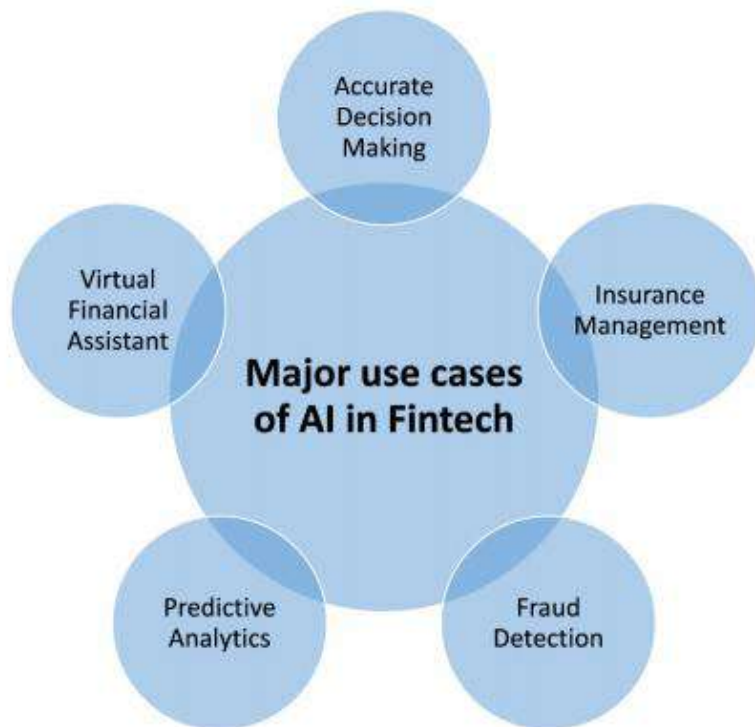 Accurate
Decision
Making
Virtual
Financial
Assistant
Insurance
Management
Major use cases
of AI in Fintech
Predictive
Analytics
Fraud
Detection